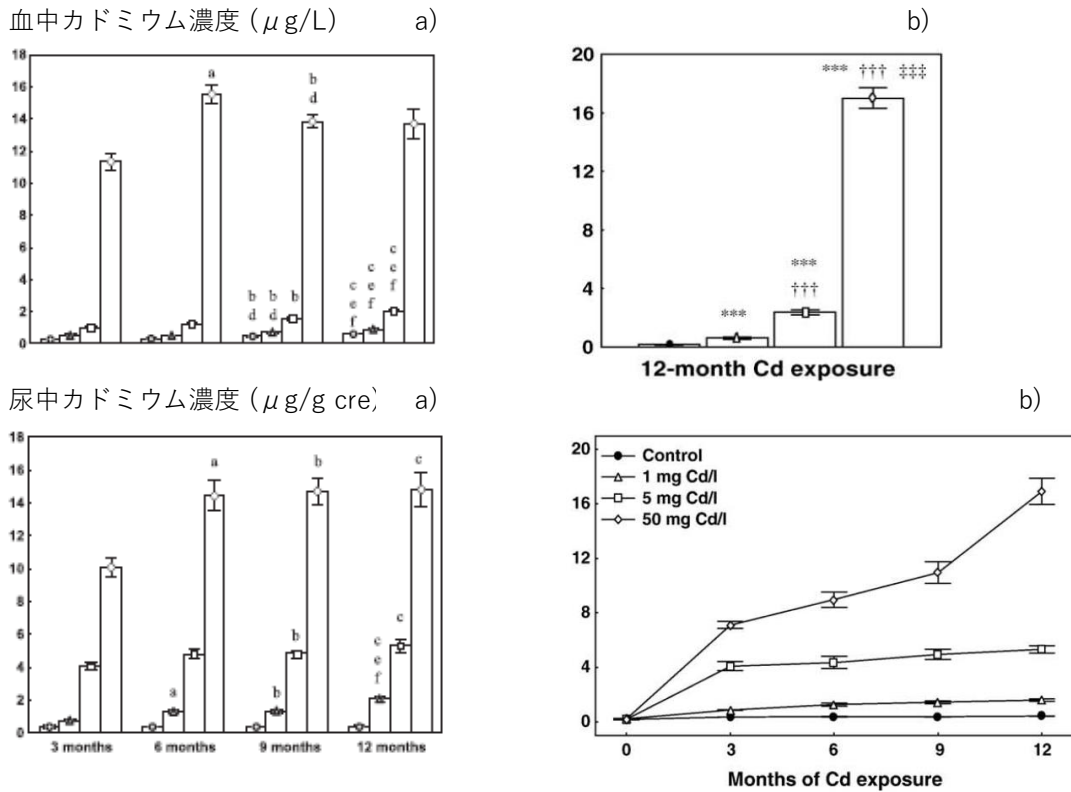 血中カドミウム濃度 (μg/L) a)
18
16
14
12
10
8
6
4
2
0
a
b
d
b
d
b
d
b
c
e
f
c
e
f
c
e
f
b)
20
16
12
8
4
0
***
***
†††
*** ††† ‡‡‡
12-month Cd exposure
尿中カドミウム濃度 (μg/g cre) a)
18
16
14
12
10
8
6
4
2
0
a
a
b
b
b
c
e
f
c
c
3 months 6 months 9 months 12 months
b)
20
16
12
8
4
0
Control
1 mg Cd/l
5 mg Cd/l
50 mg Cd/l
0 3 6 9 12
Months of Cd exposure